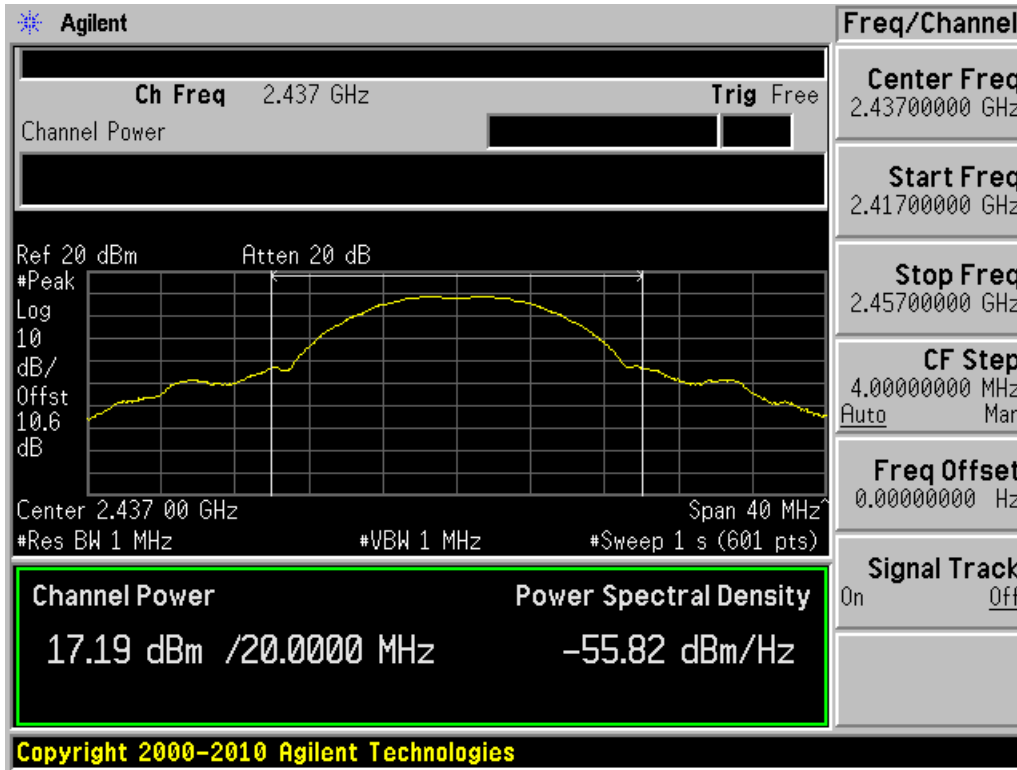 Agilent
Freq/Channel
Ch Freq 2.437 GHz Trig Free
Channel Power
Center Freq
2.43700000 GHz
Start Freq
2.41700000 GHz
Stop Freq
2.45700000 GHz
CF Step
4.00000000 MHz
Auto Man
Freq Offset
0.00000000 Hz
Signal Track
On Off
Ref 20 dBm Atten 20 dB
#Peak
Log
10
dB/
Offst
10.6
dB
Center 2.437 00 GHz Span 40 MHz^
#Res BW 1 MHz #VBW 1 MHz #Sweep 1 s (601 pts)
Channel Power Power Spectral Density
17.19 dBm /20.0000 MHz -55.82 dBm/Hz
Copyright 2000-2010 Agilent Technologies